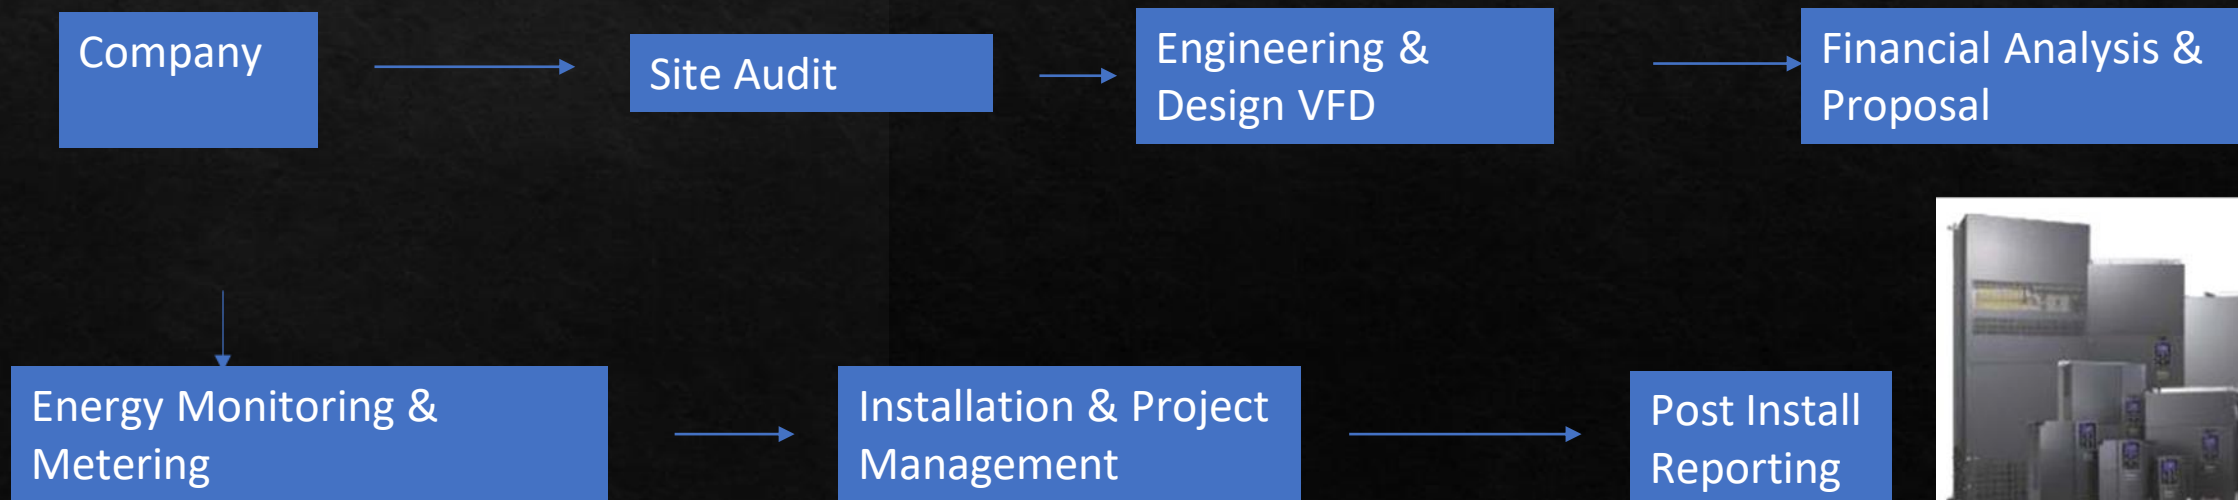 Company
Site Audit
Engineering &
Design VFD
Financial Analysis &
Proposal
Energy Monitoring &
Metering
Installation & Project
Management
Post Install
Reporting